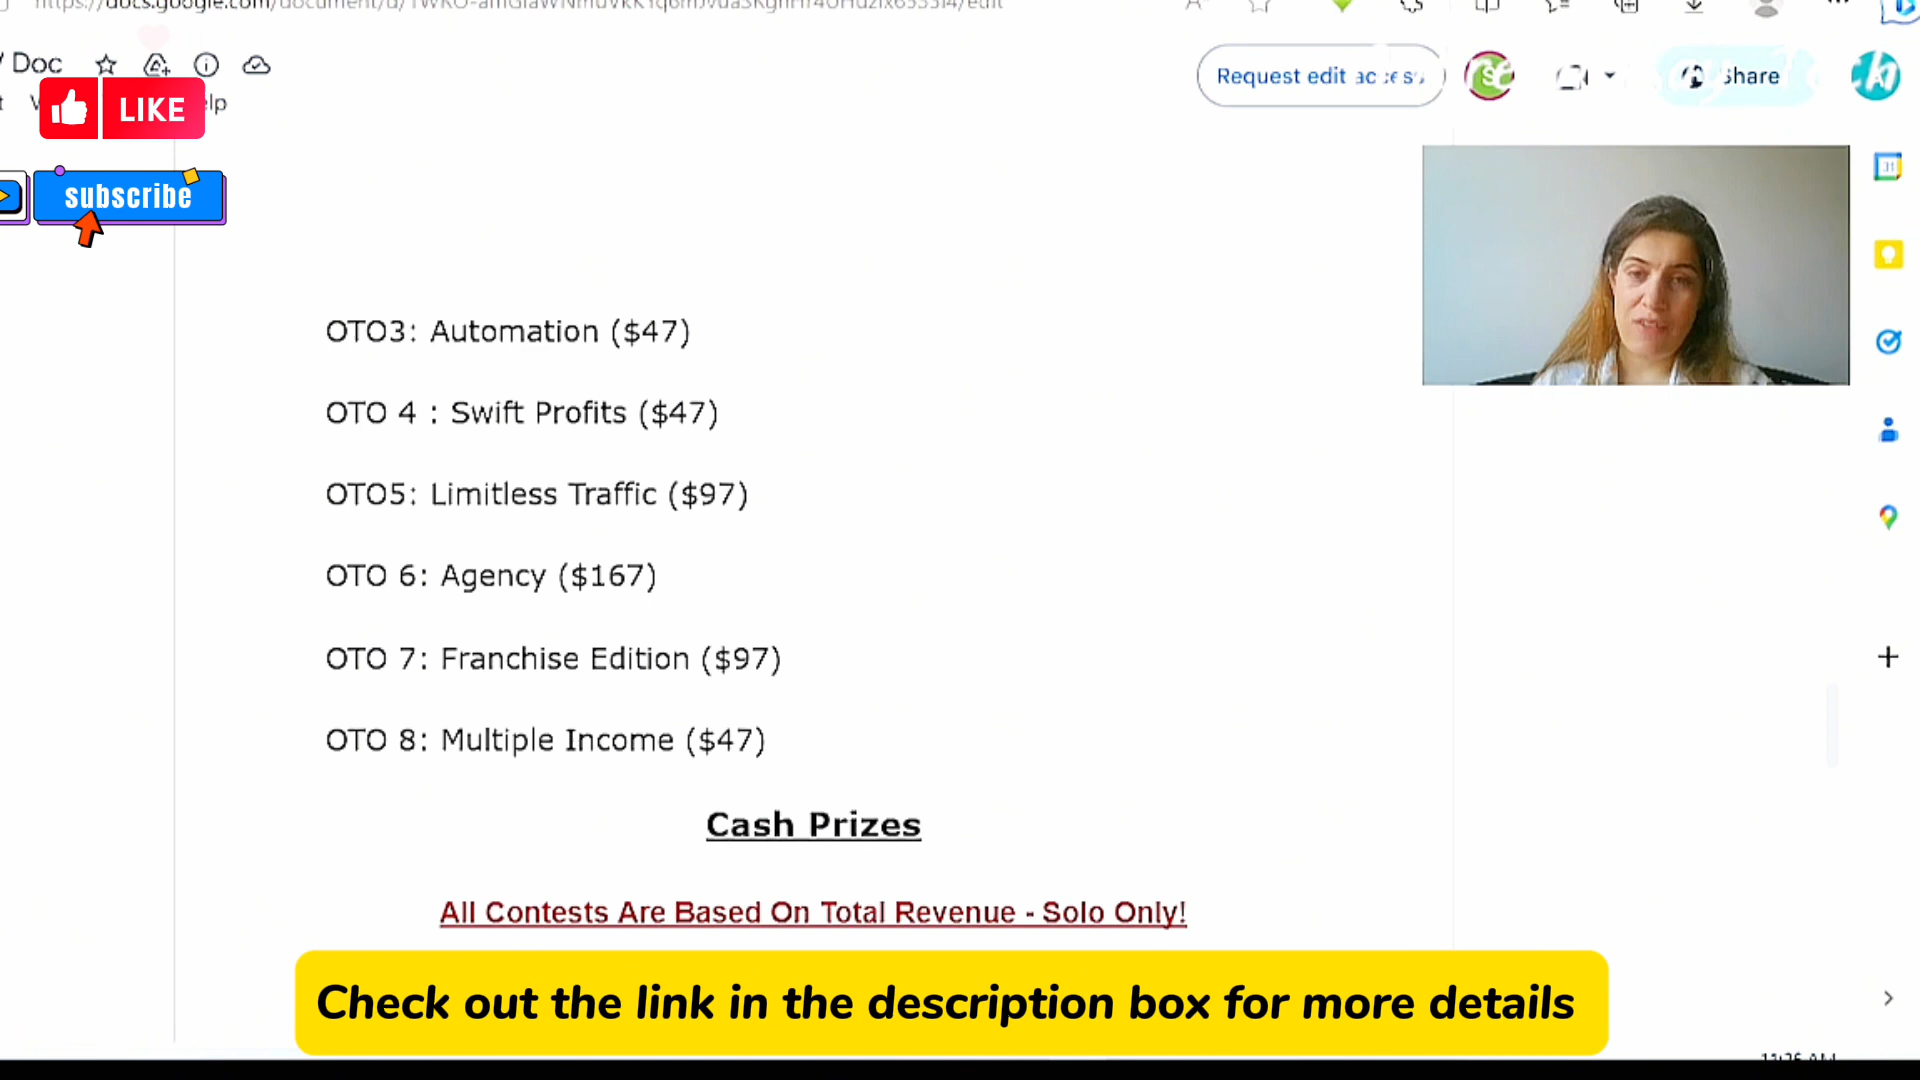 Doc
LIKE
subscribe
Request edit access
Share
OTO3: Automation ($47)
OTO 4 : Swift Profits ($47)
OTO5: Limitless Traffic ($97)
OTO 6: Agency ($167)
OTO 7: Franchise Edition ($97)
OTO 8: Multiple Income ($47)
Cash Prizes
All Contests Are Based On Total Revenue - Solo Only!
Check out the link in the description box for more details